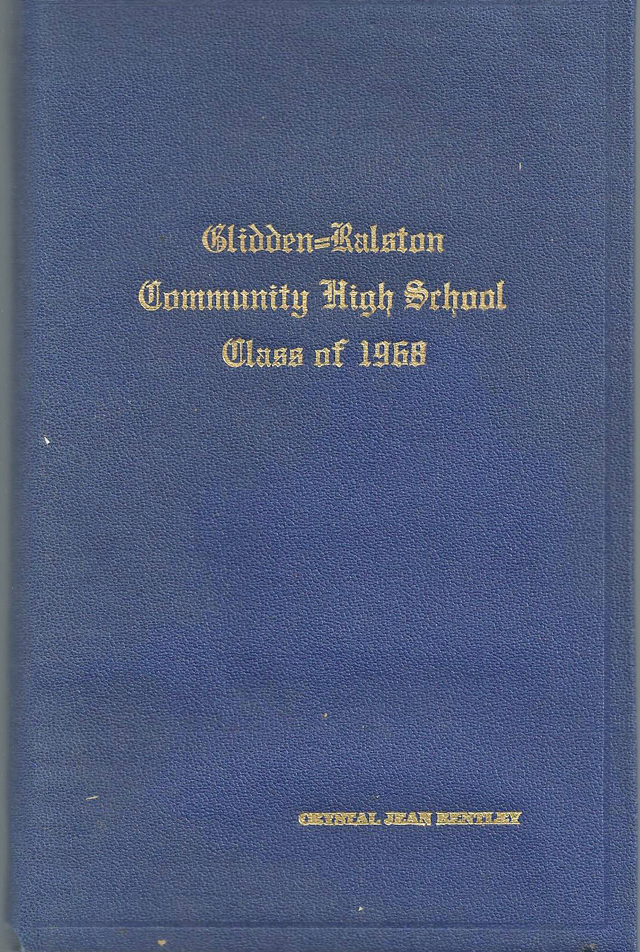 Glidden=Ralston
Community High School
Class of 1968
CRYSTAL JEAN BENTLEY